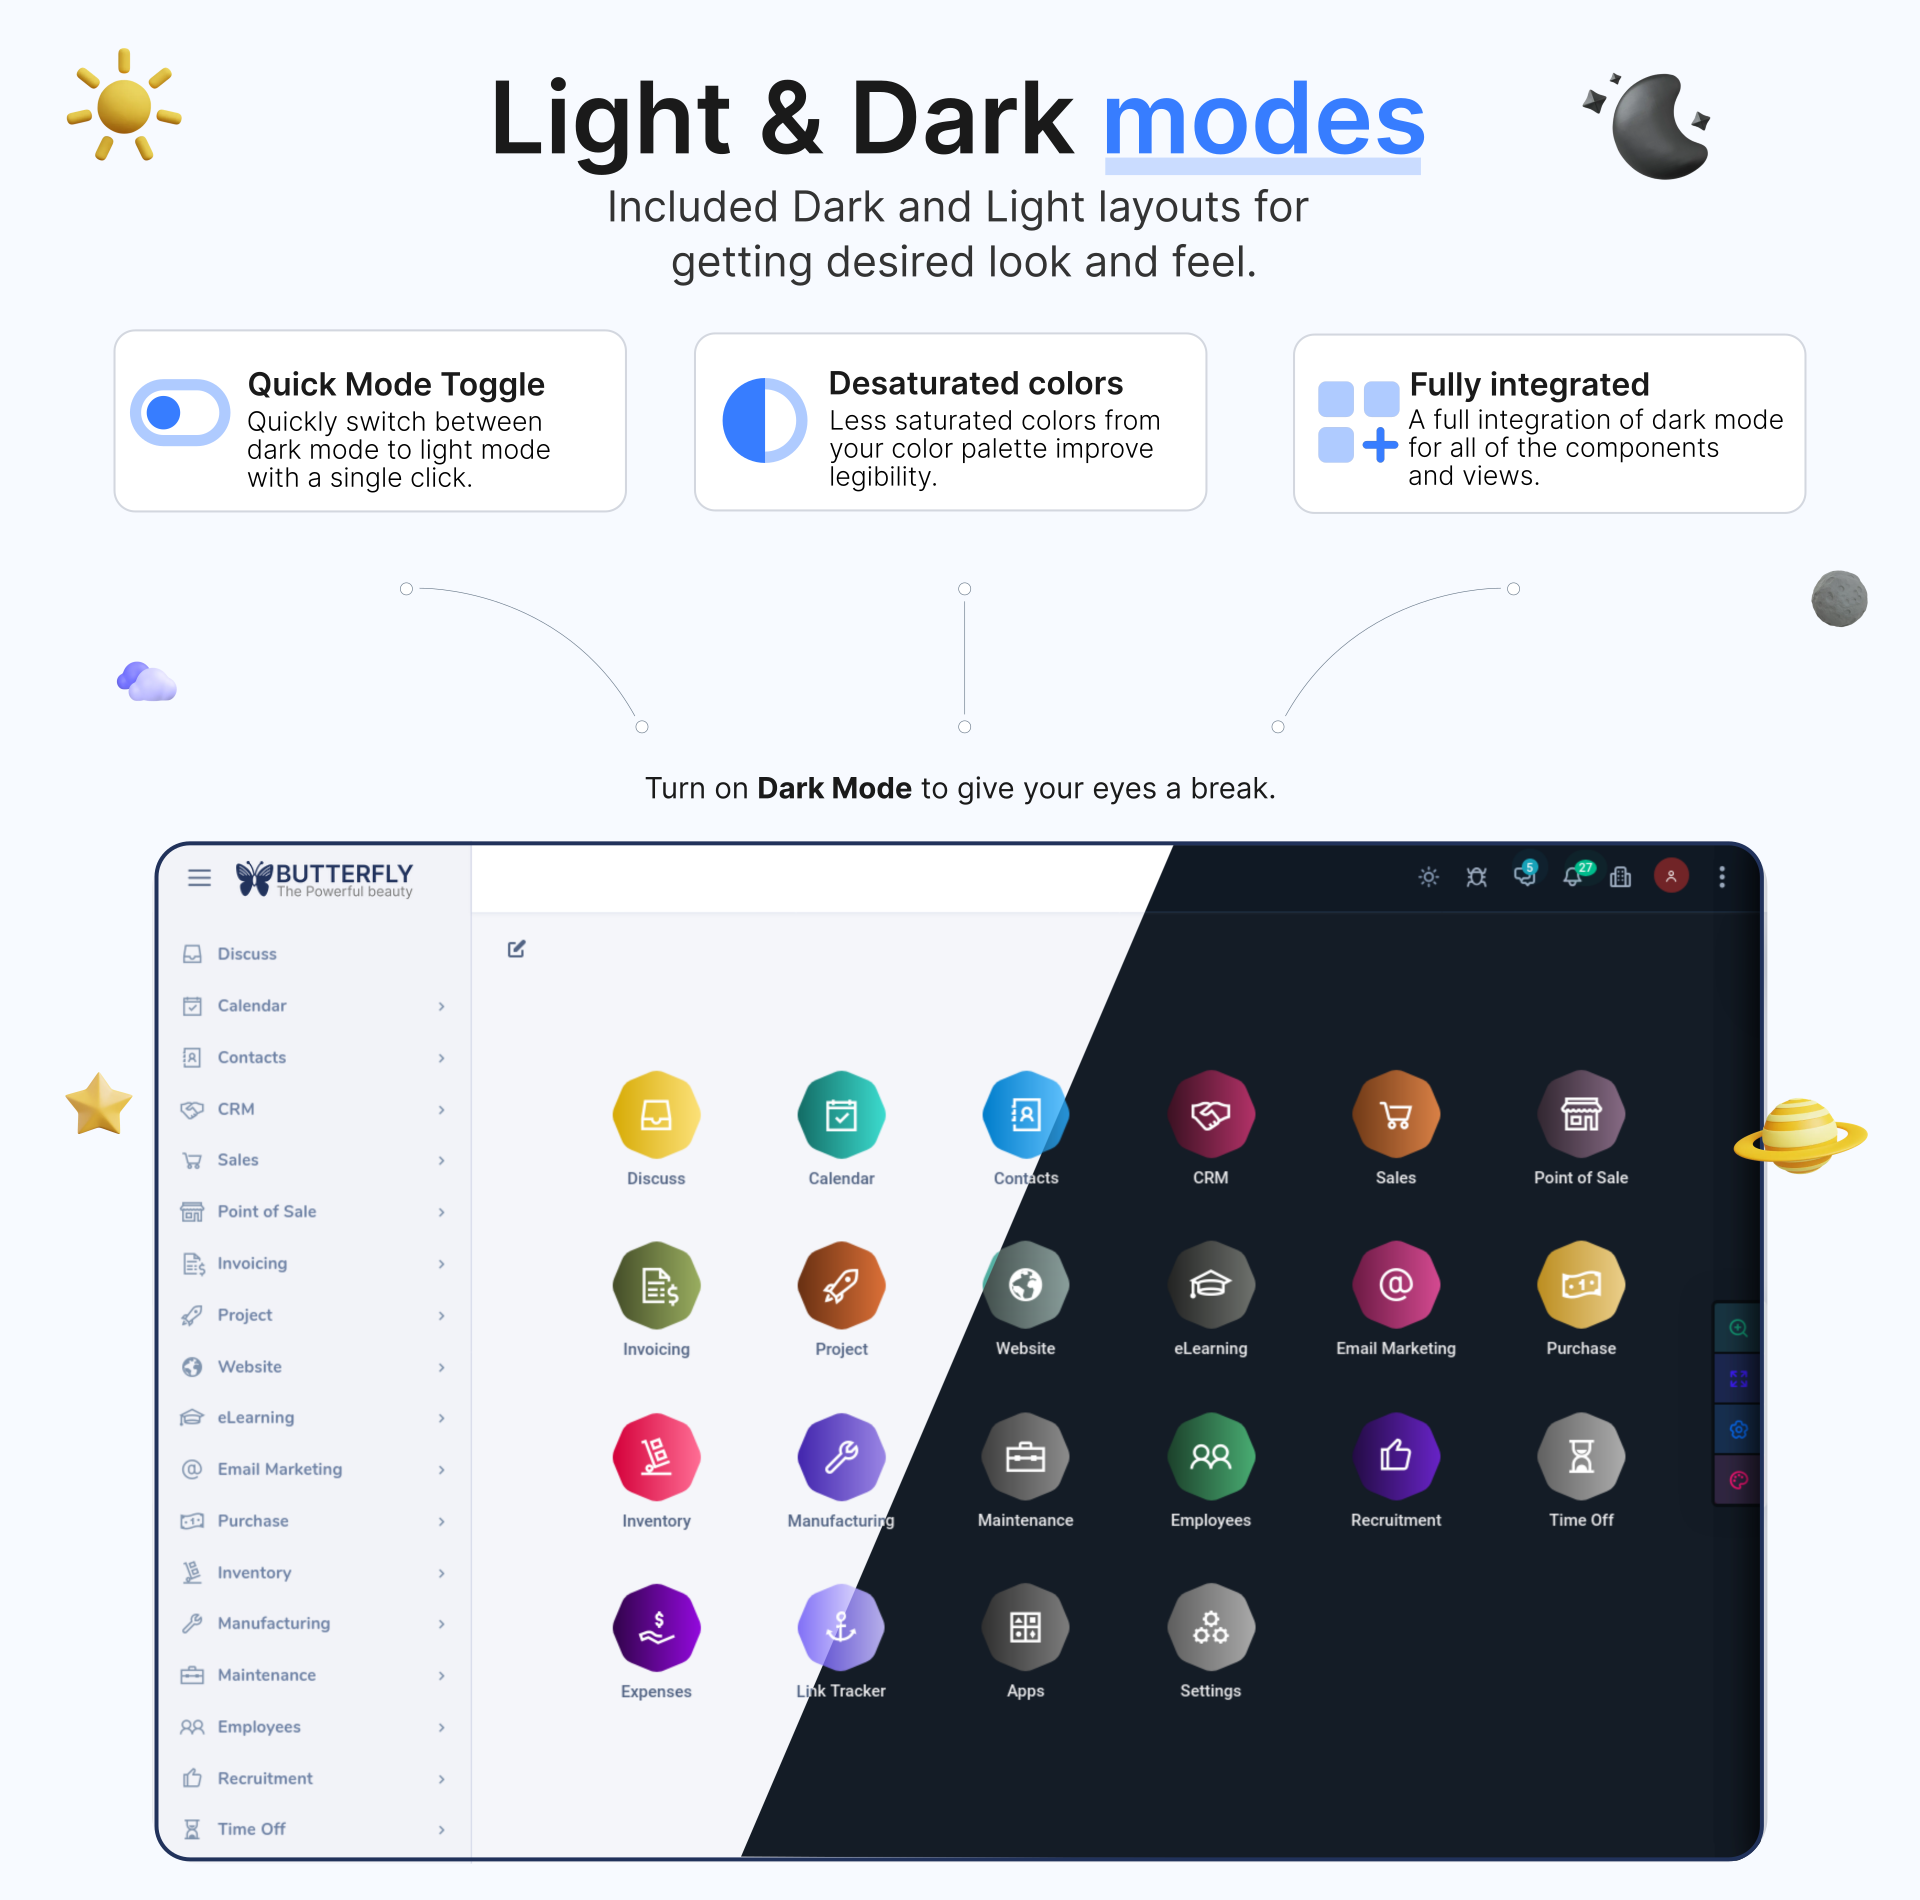 Light & Dark modes
Included Dark and Light layouts for
getting desired look and feel.
Quick Mode Toggle
Quickly switch between
dark mode to light mode
with a single click.
Desaturated colors
Less saturated colors from
your color palette improve
legibility.
Fully integrated
A full integration of dark mode
for all of the components
and views.
Turn on Dark Mode to give your eyes a break.
BUTTERFLY
The Powerful beauty
5
27
Discuss
Calendar
Contacts
CRM
Sales
Point of Sale
Invoicing
Project
Website
eLearning
Email Marketing
Purchase
Inventory
Manufacturing
Maintenance
Employees
Recruitment
Time Off
Discuss
Calendar
Contacts
CRM
Sales
Point of Sale
Invoicing
Project
Website
eLearning
Email Marketing
Purchase
Inventory
Manufacturing
Maintenance
Employees
Recruitment
Time Off
Expenses
Link Tracker
Apps
Settings